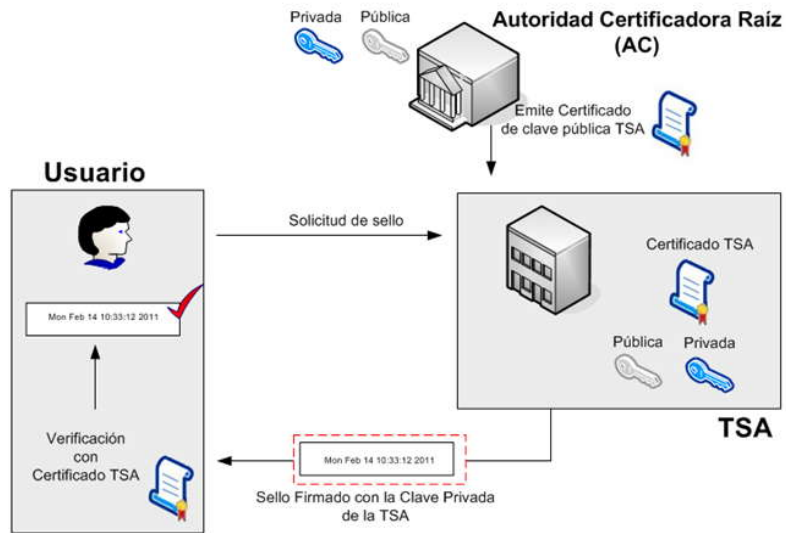 Privada
Pública
Autoridad Certificadora Raíz
(AC)
Emite Certificado
de clave pública TSA
Usuario
Solicitud de sello
Certificado TSA
Mon Feb 14 10:33:12 2011
Pública
Privada
TSA
Verificación
con
Certificado TSA
Mon Feb 14 10:33:12 2011
Sello Firmado con la Clave Privada
de la TSA